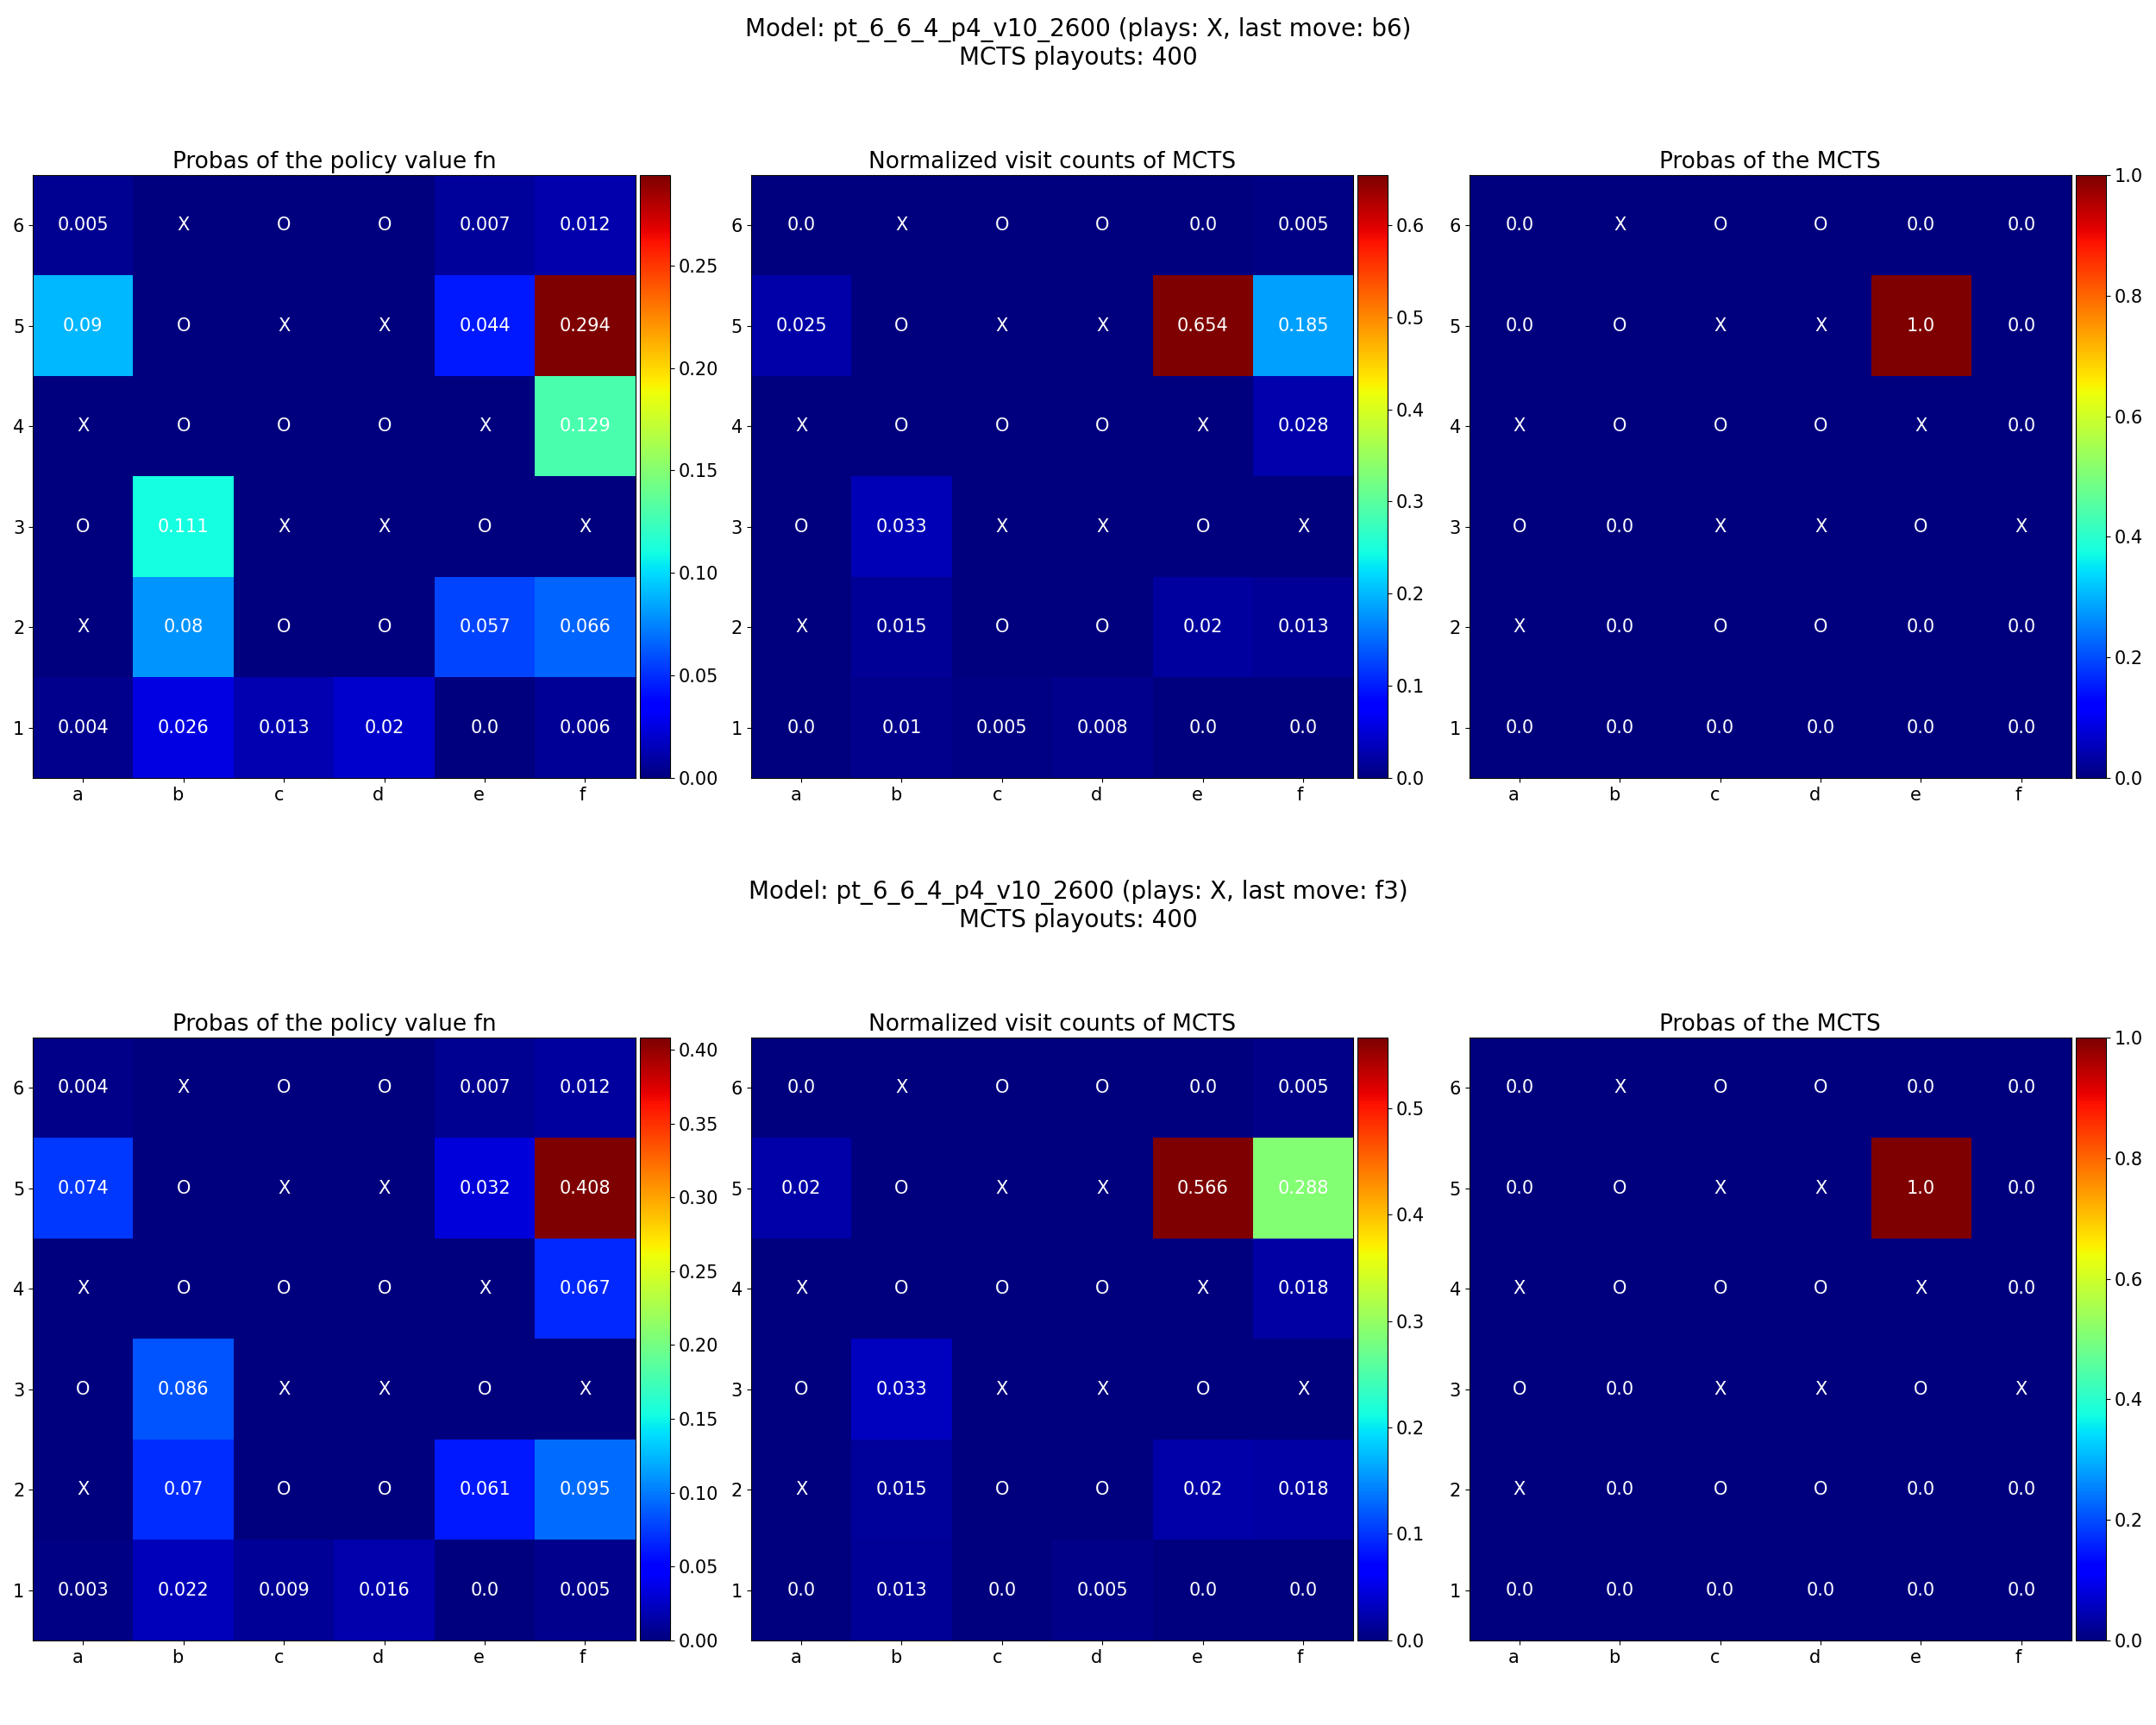 Model: pt_6_6_4_p4_v10_2600 (plays: X, last move: b6)
MCTS playouts: 400
Probas of the policy value fn
6 0.005 X O O 0.007 0.012
5 0.09 O X X 0.044 0.294
4 X O O O X 0.129
3 O 0.111 X X O X
2 X 0.08 O O 0.057 0.066
1 0.004 0.026 0.013 0.02 0.0 0.006
a b c d e f
0.25
0.20
0.15
0.10
0.05
0.00
Normalized visit counts of MCTS
6 0.0 X O O 0.0 0.005
5 0.025 O X X 0.654 0.185
4 X O O O X 0.028
3 O 0.033 X X O X
2 X 0.015 O O 0.02 0.013
1 0.0 0.01 0.005 0.008 0.0 0.0
a b c d e f
0.6
0.5
0.4
0.3
0.2
0.1
0.0
Probas of the MCTS
6 0.0 X O O 0.0 0.0
5 0.0 O X X 1.0 0.0
4 X O O O X 0.0
3 O 0.0 X X O X
2 X 0.0 O O 0.0 0.0
1 0.0 0.0 0.0 0.0 0.0 0.0
a b c d e f
1.0
0.8
0.6
0.4
0.2
0.0
Model: pt_6_6_4_p4_v10_2600 (plays: X, last move: f3)
MCTS playouts: 400
Probas of the policy value fn
6 0.004 X O O 0.007 0.012
5 0.074 O X X 0.032 0.408
4 X O O O X 0.067
3 O 0.086 X X O X
2 X 0.07 O O 0.061 0.095
1 0.003 0.022 0.009 0.016 0.0 0.005
a b c d e f
0.40
0.35
0.30
0.25
0.20
0.15
0.10
0.05
0.00
Normalized visit counts of MCTS
6 0.0 X O O 0.0 0.005
5 0.02 O X X 0.566 0.288
4 X O O O X 0.018
3 O 0.033 X X O X
2 X 0.015 O O 0.02 0.018
1 0.0 0.013 0.0 0.005 0.0 0.0
a b c d e f
0.5
0.4
0.3
0.2
0.1
0.0
Probas of the MCTS
6 0.0 X O O 0.0 0.0
5 0.0 O X X 1.0 0.0
4 X O O O X 0.0
3 O 0.0 X X O X
2 X 0.0 O O 0.0 0.0
1 0.0 0.0 0.0 0.0 0.0 0.0
a b c d e f
1.0
0.8
0.6
0.4
0.2
0.0